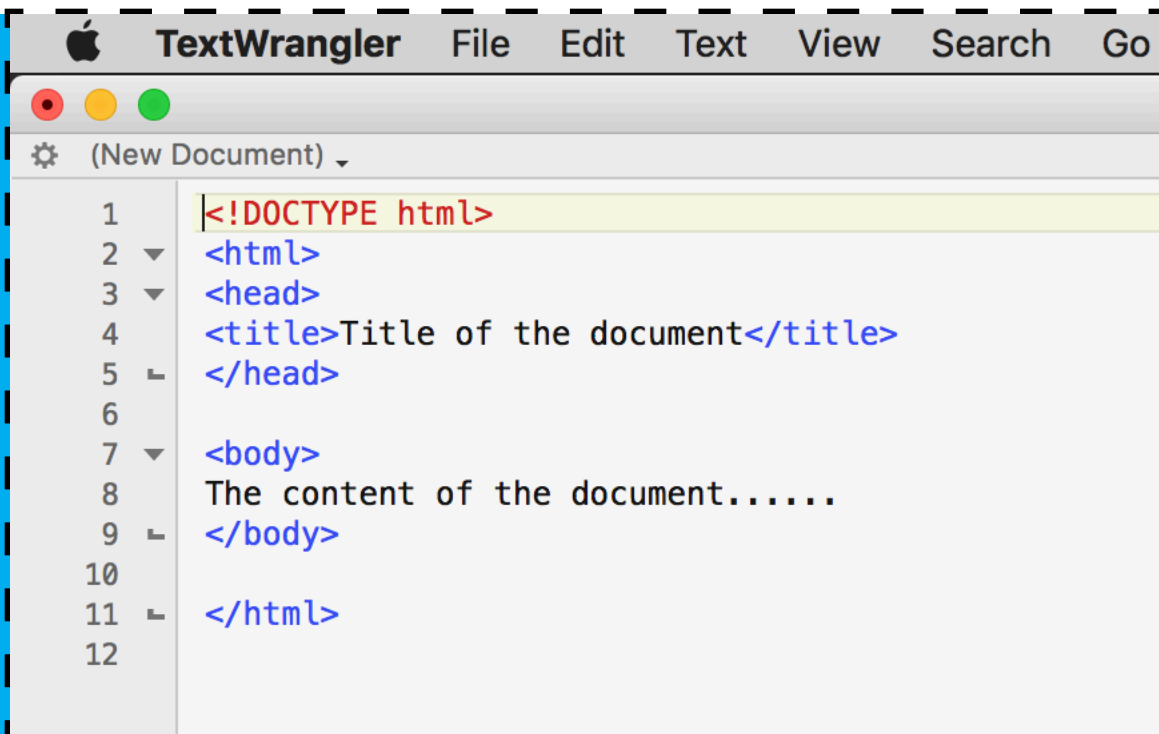 TextWrangler File Edit Text View Search Go
(New Document)
1 <!DOCTYPE html>
2 <html>
3 <head>
4 <title>Title of the document</title>
5 </head>
6
7 <body>
8 The content of the document......
9 </body>
10
11 </html>
12